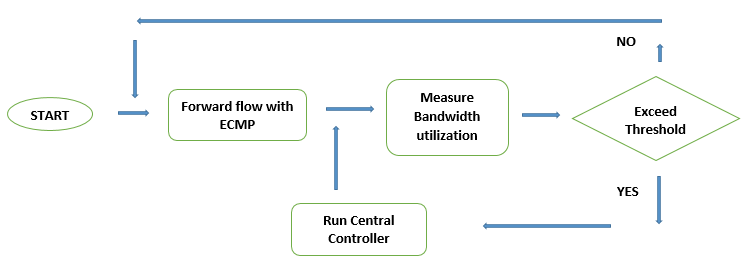 NO
START
Forward flow with
ECMP
Measure
Bandwidth
utilization
Exceed
Threshold
YES
Run Central
Controller